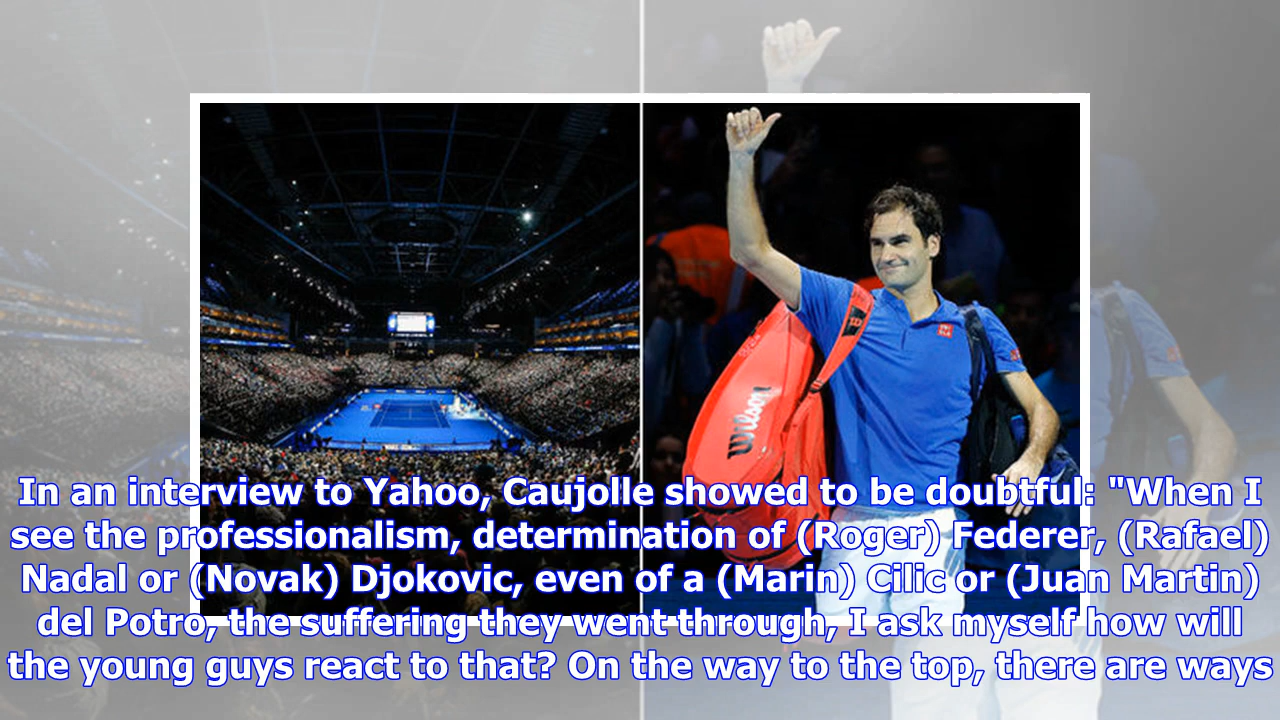 Wilson
In an interview to Yahoo, Caujolle showed to be doubtful: "When I
see the professionalism, determination of (Roger) Federer, (Rafael)
Nadal or (Novak) Djokovic, even of a (Marin) Cilic or (Juan Martin)
del Potro, the suffering they went through, I ask myself how will
the young guys react to that? On the way to the top, there are ways